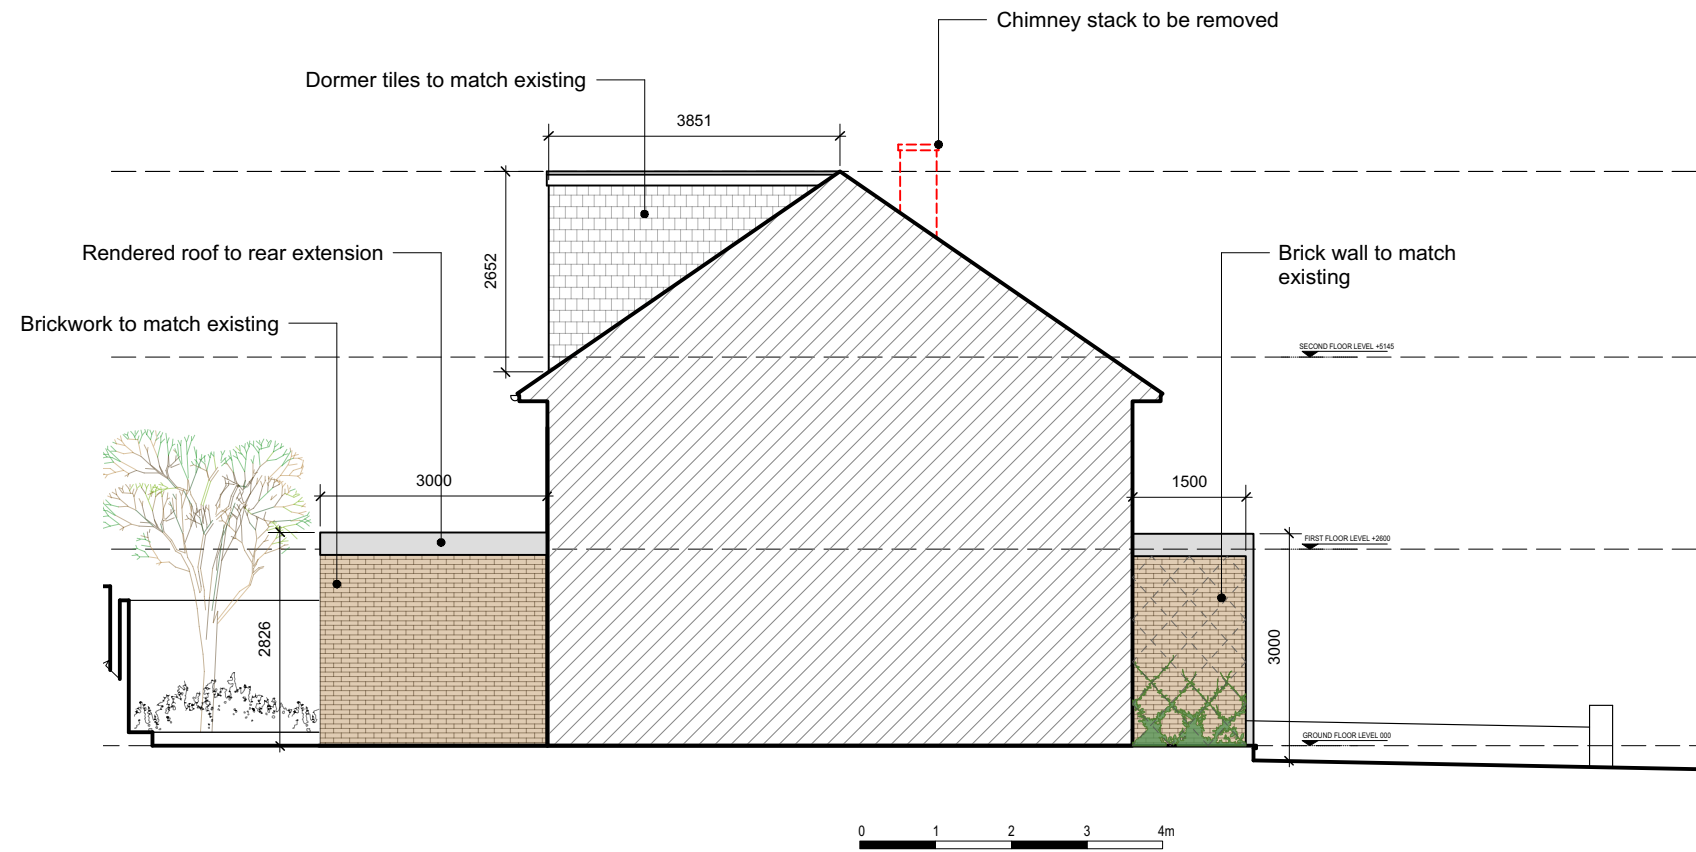 Chimney stack to be removed
Dormer tiles to match existing
3851
Rendered roof to rear extension
2652
Brick wall to match
existing
Brickwork to match existing
SECOND FLOOR LEVEL +5145
3000
1500
FIRST FLOOR LEVEL +2600
2826
3000
GROUND FLOOR LEVEL 000
0 1 2 3 4m